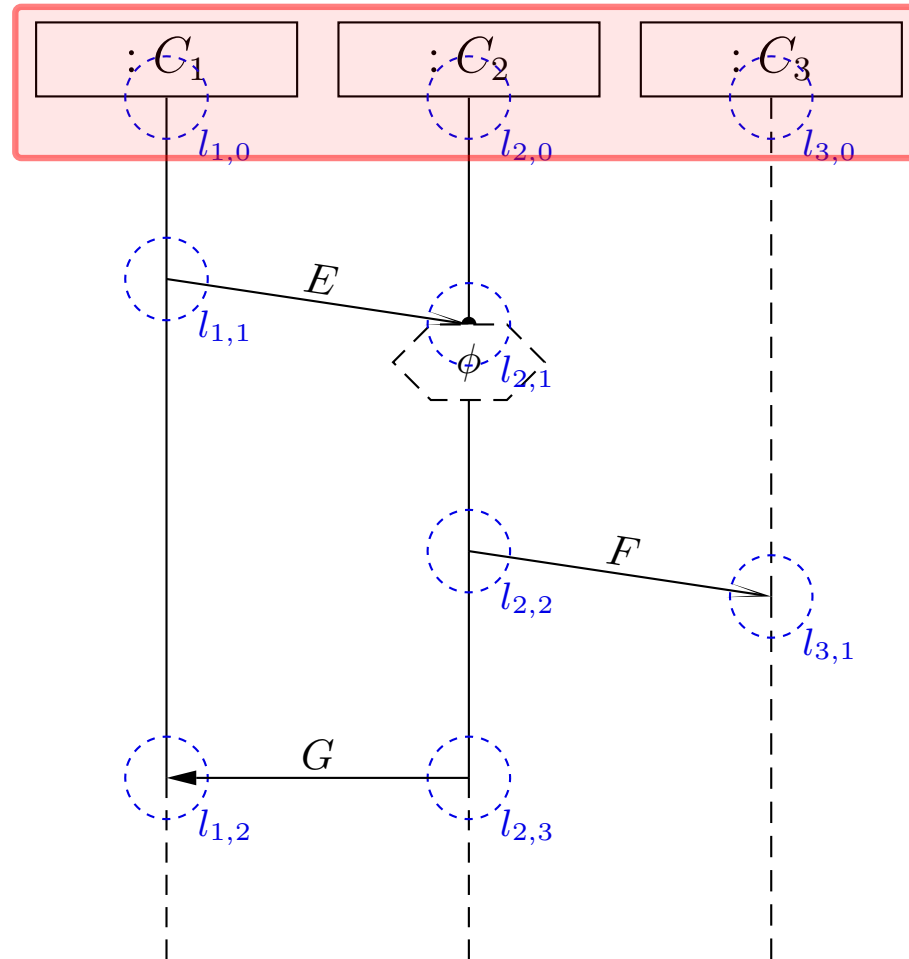 : C₁ : C₂ : C₃
l₁,₀ l₂,₀ l₃,₀
E
l₁,₁
ϕ l₂,₁
F
l₂,₂
l₃,₁
G
l₁,₂ l₂,₃